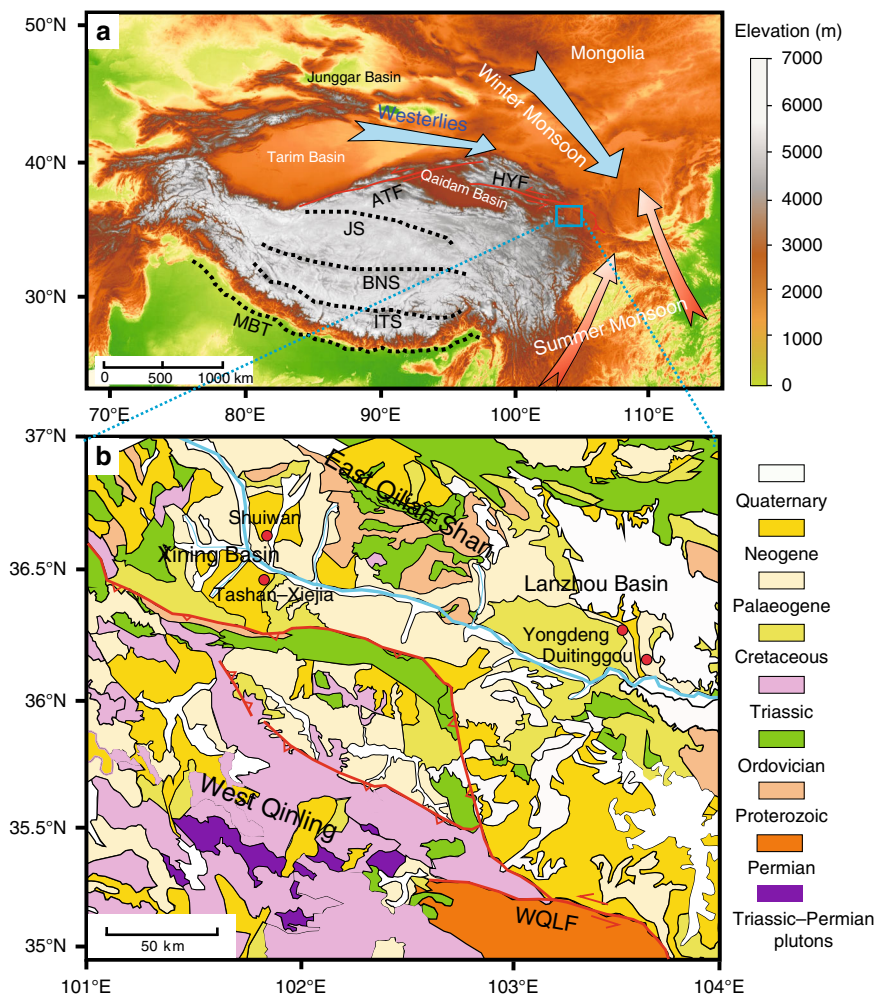 50°N
a
Mongolia
Junggar Basin
Winter Monsoon
Westerlies
40°N
Tarim Basin
HYF
Qaidam Basin
ATF
JS
BNS
30°N
ITS
MBT
Summer Monsoon
0 500 1000 km
70°E 80°E 90°E 100°E 110°E
Elevation (m)
7000
6000
5000
4000
3000
2000
1000
0
37°N
b
East Qilian Shan
Shuiwan
Xining Basin
36.5°N
Tashan–Xiejia
Lanzhou Basin
Yongdeng
Duitinggou
36°N
West Qinling
35.5°N
WQLF
50 km
35°N
101°E 102°E 103°E 104°E
Quaternary
Neogene
Palaeogene
Cretaceous
Triassic
Ordovician
Proterozoic
Permian
Triassic–Permian
plutons